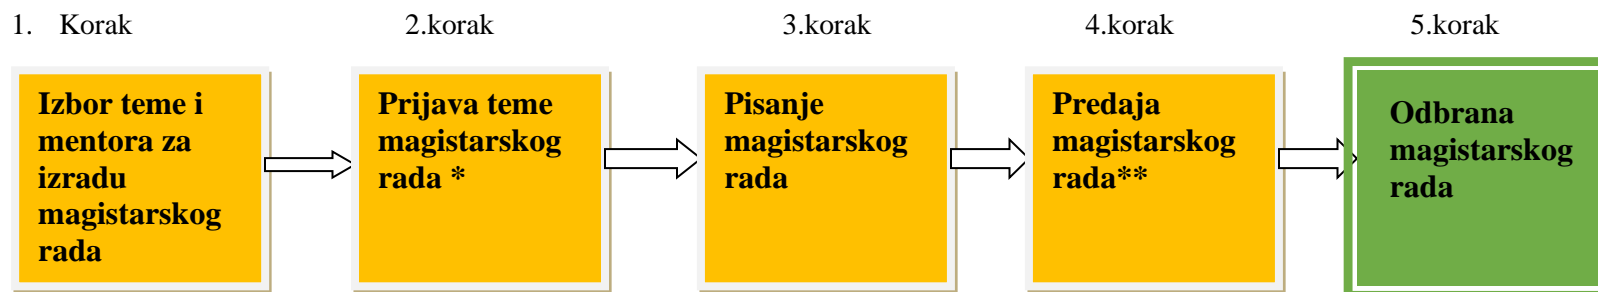 1. Korak
2.korak
3.korak
4.korak
5.korak
Izbor teme i
mentora za
izradu
magistarskog
rada
Prijava teme
magistarskog
rada *
Pisanje
magistarskog
rada
Predaja
magistarskog
rada**
Odbrana
magistarskog
rada